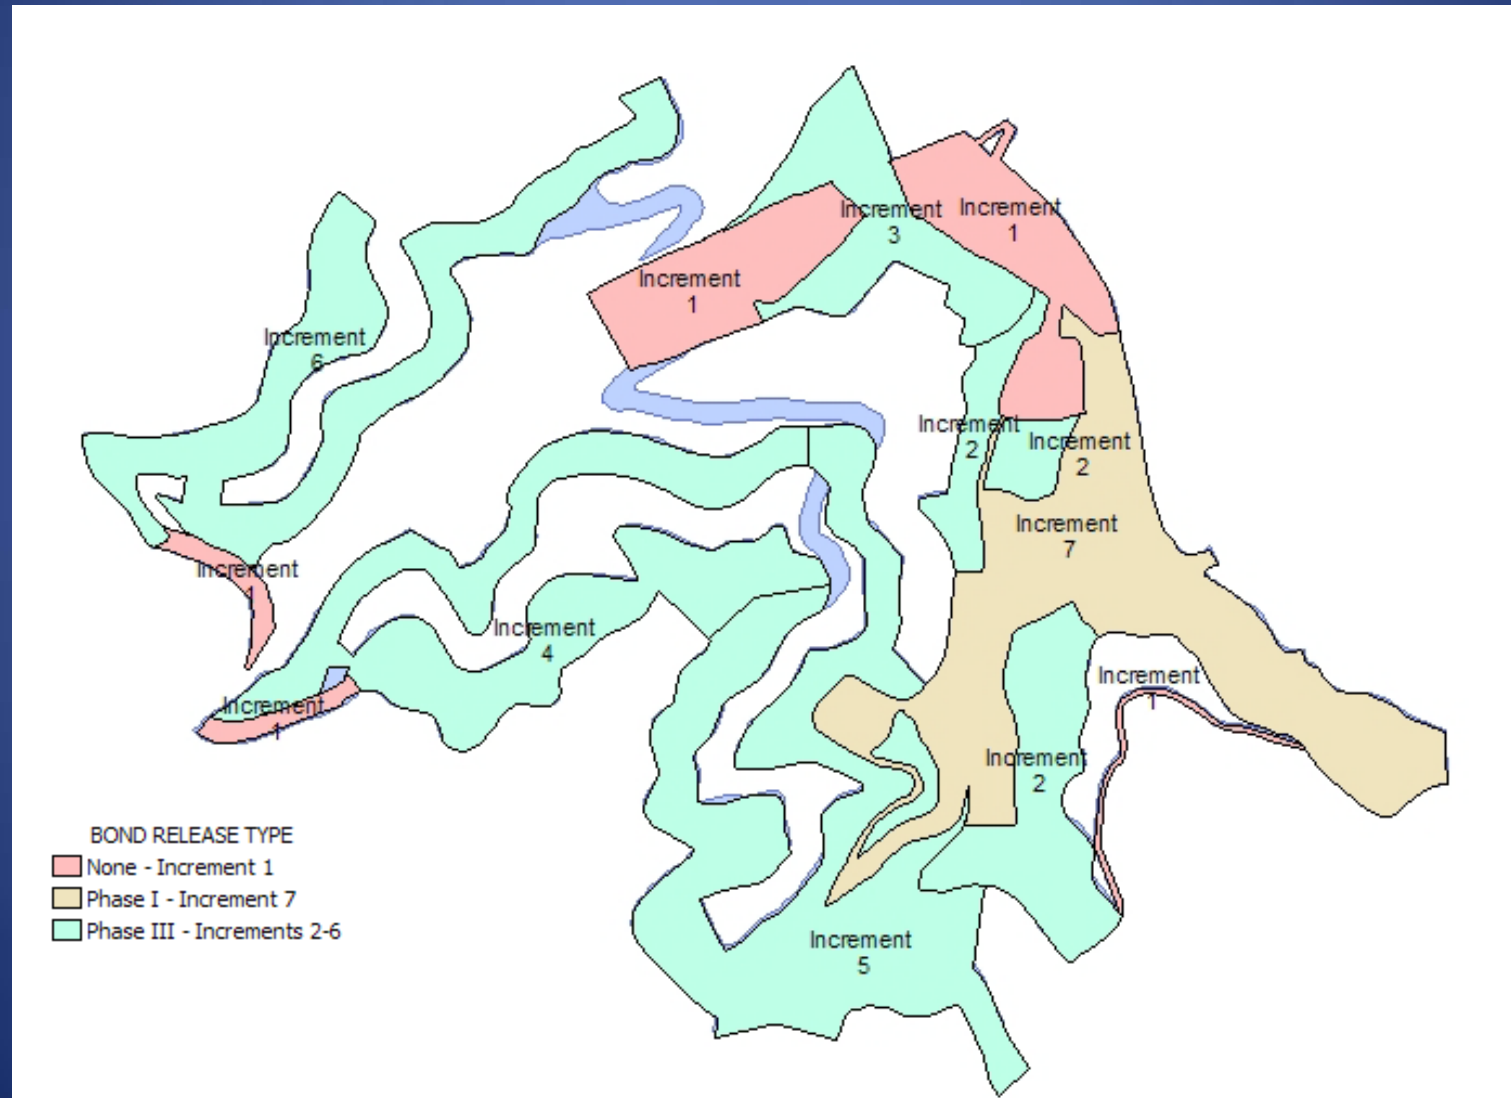 Increment
3
Increment
1
Increment
1
Increment
6
Increment
2
Increment
2
Increment
7
Increment
1
Increment
4
Increment
1
Increment
1
Increment
2
BOND RELEASE TYPE
None - Increment 1
Phase I - Increment 7
Phase III - Increments 2-6
Increment
5